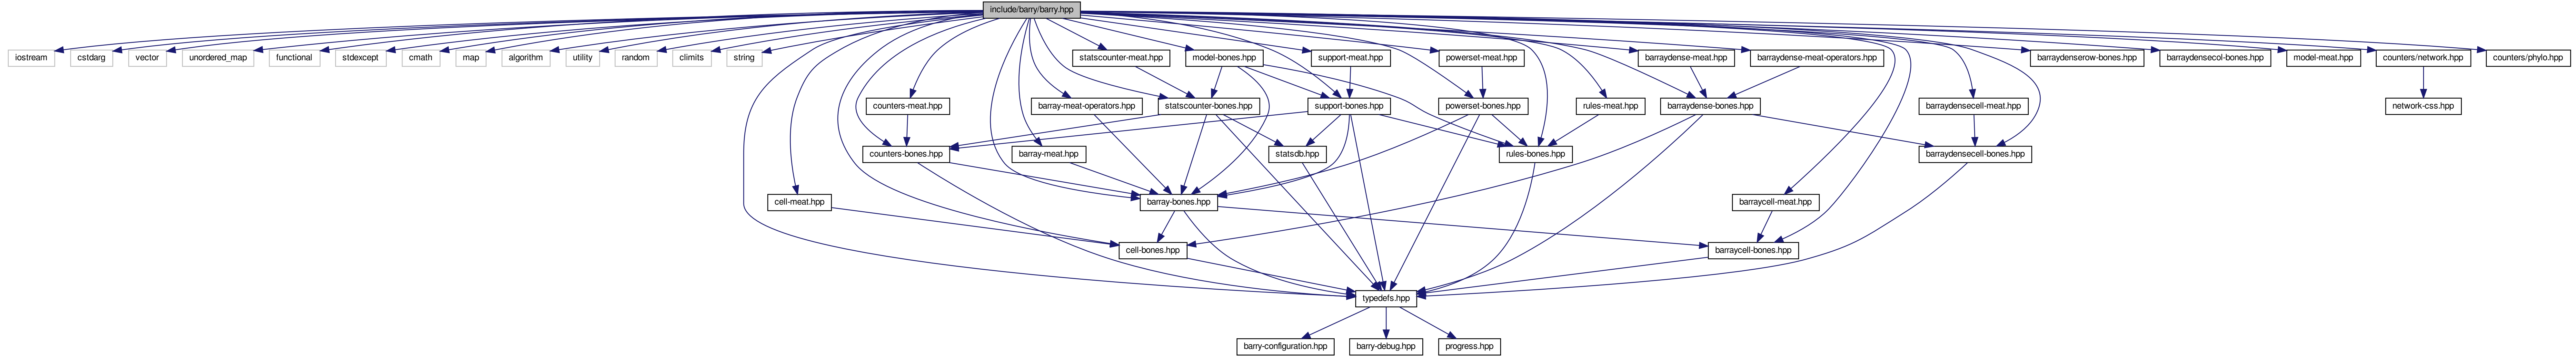 include/barry/barry.hpp
iostream
cstdarg
vector
unordered_map
functional
stdexcept
cmath
map
algorithm
utility
random
climits
string
statscounter-meat.hpp
model-bones.hpp
support-meat.hpp
powerset-meat.hpp
barraydense-meat.hpp
barraydense-meat-operators.hpp
barraydenserow-bones.hpp
barraydensecol-bones.hpp
model-meat.hpp
counters/network.hpp
counters/phylo.hpp
counters-meat.hpp
barray-meat-operators.hpp
statscounter-bones.hpp
support-bones.hpp
powerset-bones.hpp
rules-meat.hpp
barraydense-bones.hpp
barraydensecell-meat.hpp
network-css.hpp
counters-bones.hpp
barray-meat.hpp
statsdb.hpp
rules-bones.hpp
barraydensecell-bones.hpp
cell-meat.hpp
barray-bones.hpp
barraycell-meat.hpp
cell-bones.hpp
barraycell-bones.hpp
typedefs.hpp
barry-configuration.hpp
barry-debug.hpp
progress.hpp